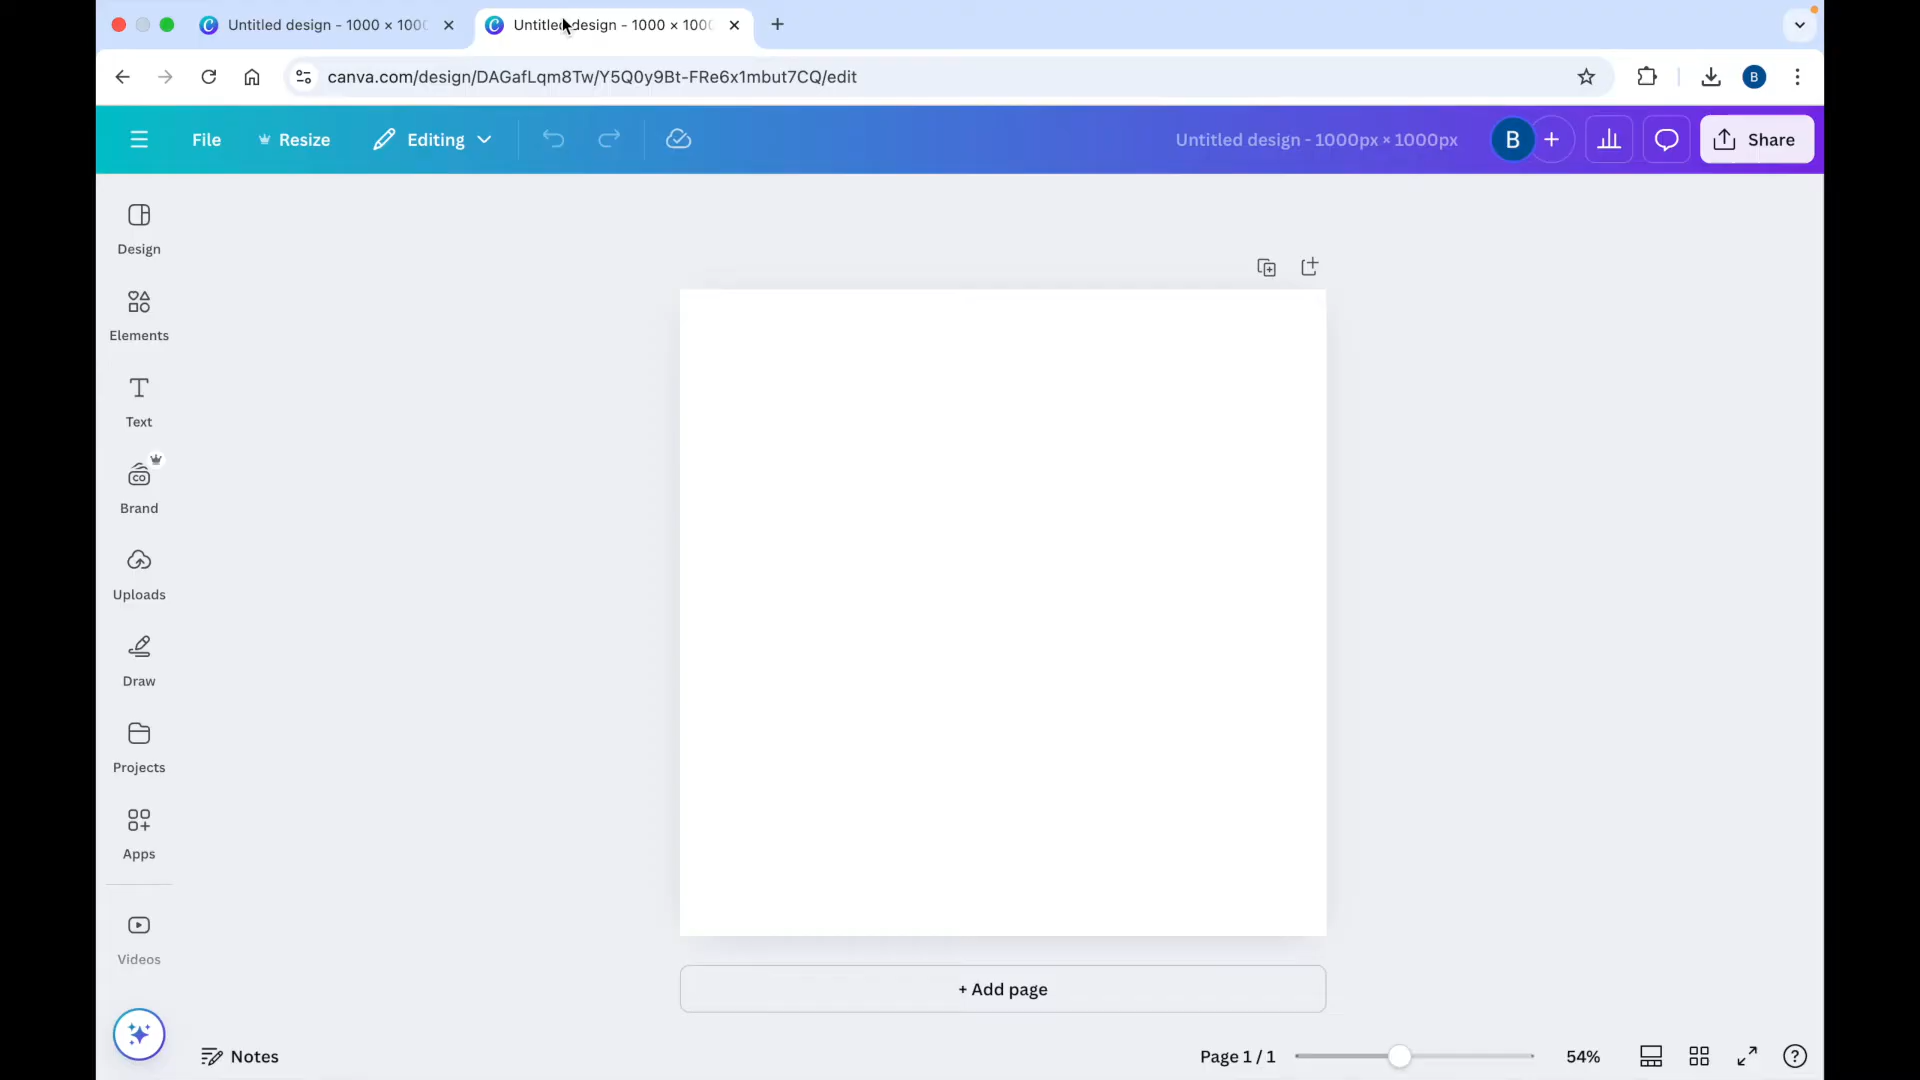 Untitled design - 1000 × 100
Untitled design - 1000 × 100
canva.com/design/DAGafLqm8Tw/Y5Q0y9Bt-FRe6x1mbut7CQ/edit
B
File
Resize
Editing
Untitled design - 1000px × 1000px
B
Share
Design
Elements
Text
CO
Brand
Uploads
Draw
Projects
Apps
Videos
+ Add page
Notes
Page 1 / 1
54%